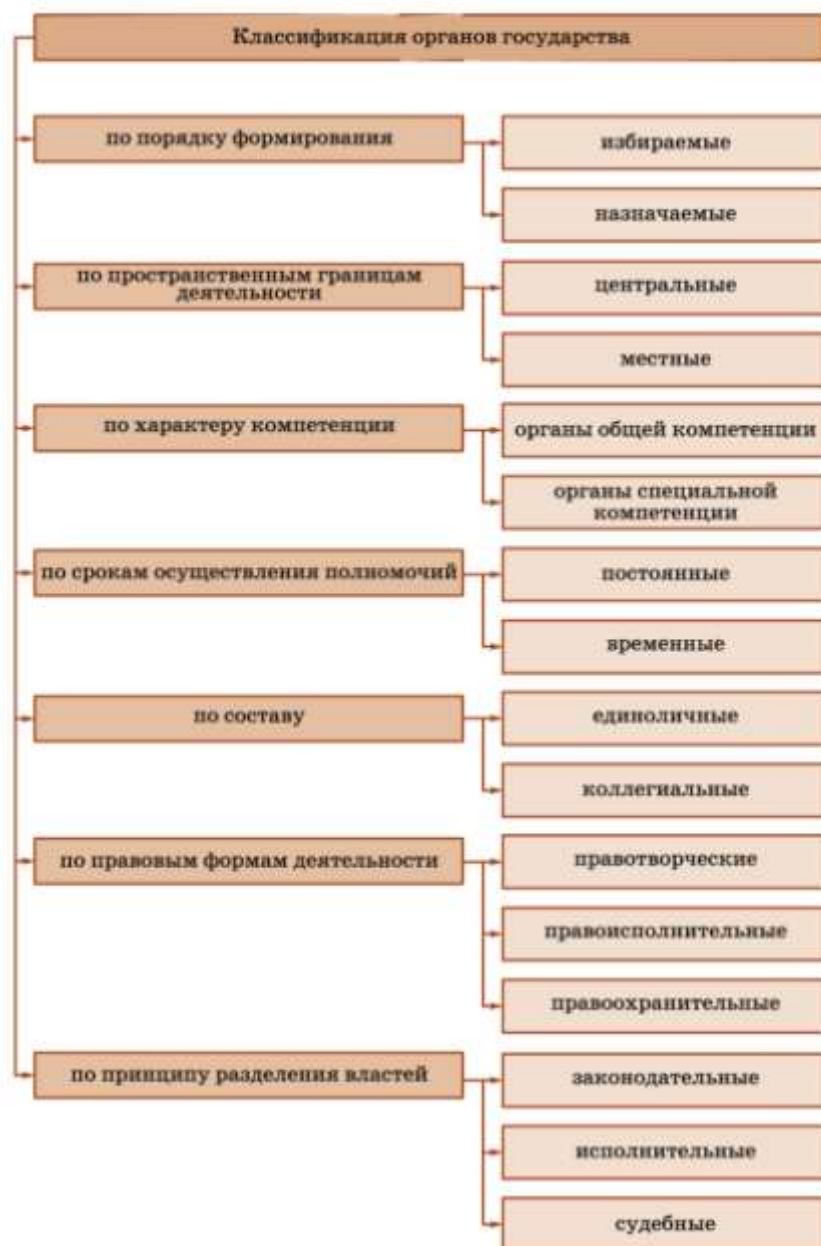 Классификация органов государства
по порядку формирования
избираемые
назначаемые
по пространственным границам
деятельности
центральные
местные
по характеру компетенции
органы общей компетенции
органы специальной
компетенции
по срокам осуществления полномочий
постоянные
временные
по составу
единоличные
коллегиальные
по правовым формам деятельности
правотворческие
правоисполнительные
правоохранительные
по принципу разделения властей
законодательные
исполнительные
судебные